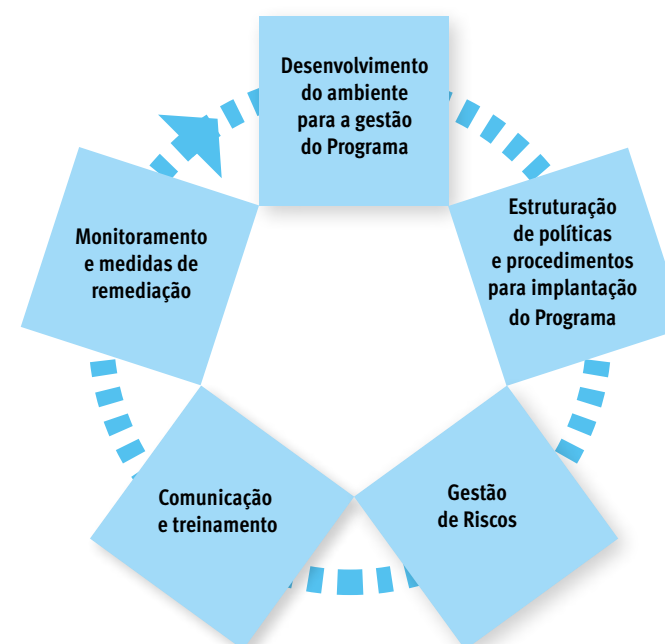 Desenvolvimento
do ambiente
para a gestão
do Programa
Estruturação
de políticas
e procedimentos
para implantação
do Programa
Gestão
de Riscos
Comunicação
e treinamento
Monitoramento
e medidas de
remediação